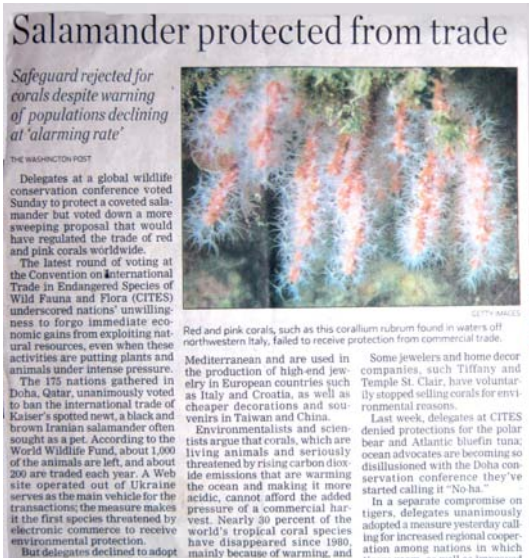 Salamander protected from trade
Safeguard rejected for
corals despite warning
of populations declining
at ‘alarming rate’
THE WASHINGTON POST
Delegates at a global wildlife
conservation conference voted
Sunday to protect a coveted sala-
mander but voted down a more
sweeping proposal that would
have regulated the trade of red
and pink corals worldwide.
The latest round of voting at
the Convention on International
Trade in Endangered Species of
Wild Fauna and Flora (CITES)
underscored nations’ unwilling-
ness to forgo immediate eco-
nomic gains from exploiting nat-
ural resources, even when these
activities are putting plants and
animals under intense pressure.
The 175 nations gathered in
Doha, Qatar, unanimously voted
to ban the international trade of
Kaiser’s spotted newt, a black and
brown Iranian salamander often
sought as a pet. According to the
World Wildlife Fund, about 1,000
of the animals are left, and about
200 are traded each year. A Web
site operated out of Ukraine
serves as the main vehicle for the
transactions; the measure makes
it the first species threatened by
electronic commerce to receive
environmental protection.
But delegates declined to adopt
GETTY IMAGES
Red and pink corals, such as this corallium rubrum found in waters off
northwestern Italy, failed to receive protection from commercial trade.
Mediterranean and are used in
the production of high-end jew-
elry in European countries such
as Italy and Croatia, as well as
cheaper decorations and sou-
venirs in Taiwan and China.
Environmentalists and scien-
tists argue that corals, which are
living animals and seriously
threatened by rising carbon diox-
ide emissions that are warming
the ocean and making it more
acidic, cannot afford the added
pressure of a commercial har-
vest. Nearly 30 percent of the
world’s tropical coral species
have disappeared since 1980,
mainly because of warming, and
Some jewelers and home decor
companies, such Tiffany and
Temple St. Clair, have voluntar-
ily stopped selling corals for envi-
ronmental reasons.
Last week, delegates at CITES
denied protections for the polar
bear and Atlantic bluefin tuna;
ocean advocates are becoming so
disillusioned with the Doha con-
servation conference they’ve
started calling it “No-ha.”
In a separate compromise on
tigers, delegates unanimously
adopted a measure yesterday call-
ing for increased regional cooper-
ation among nations in which